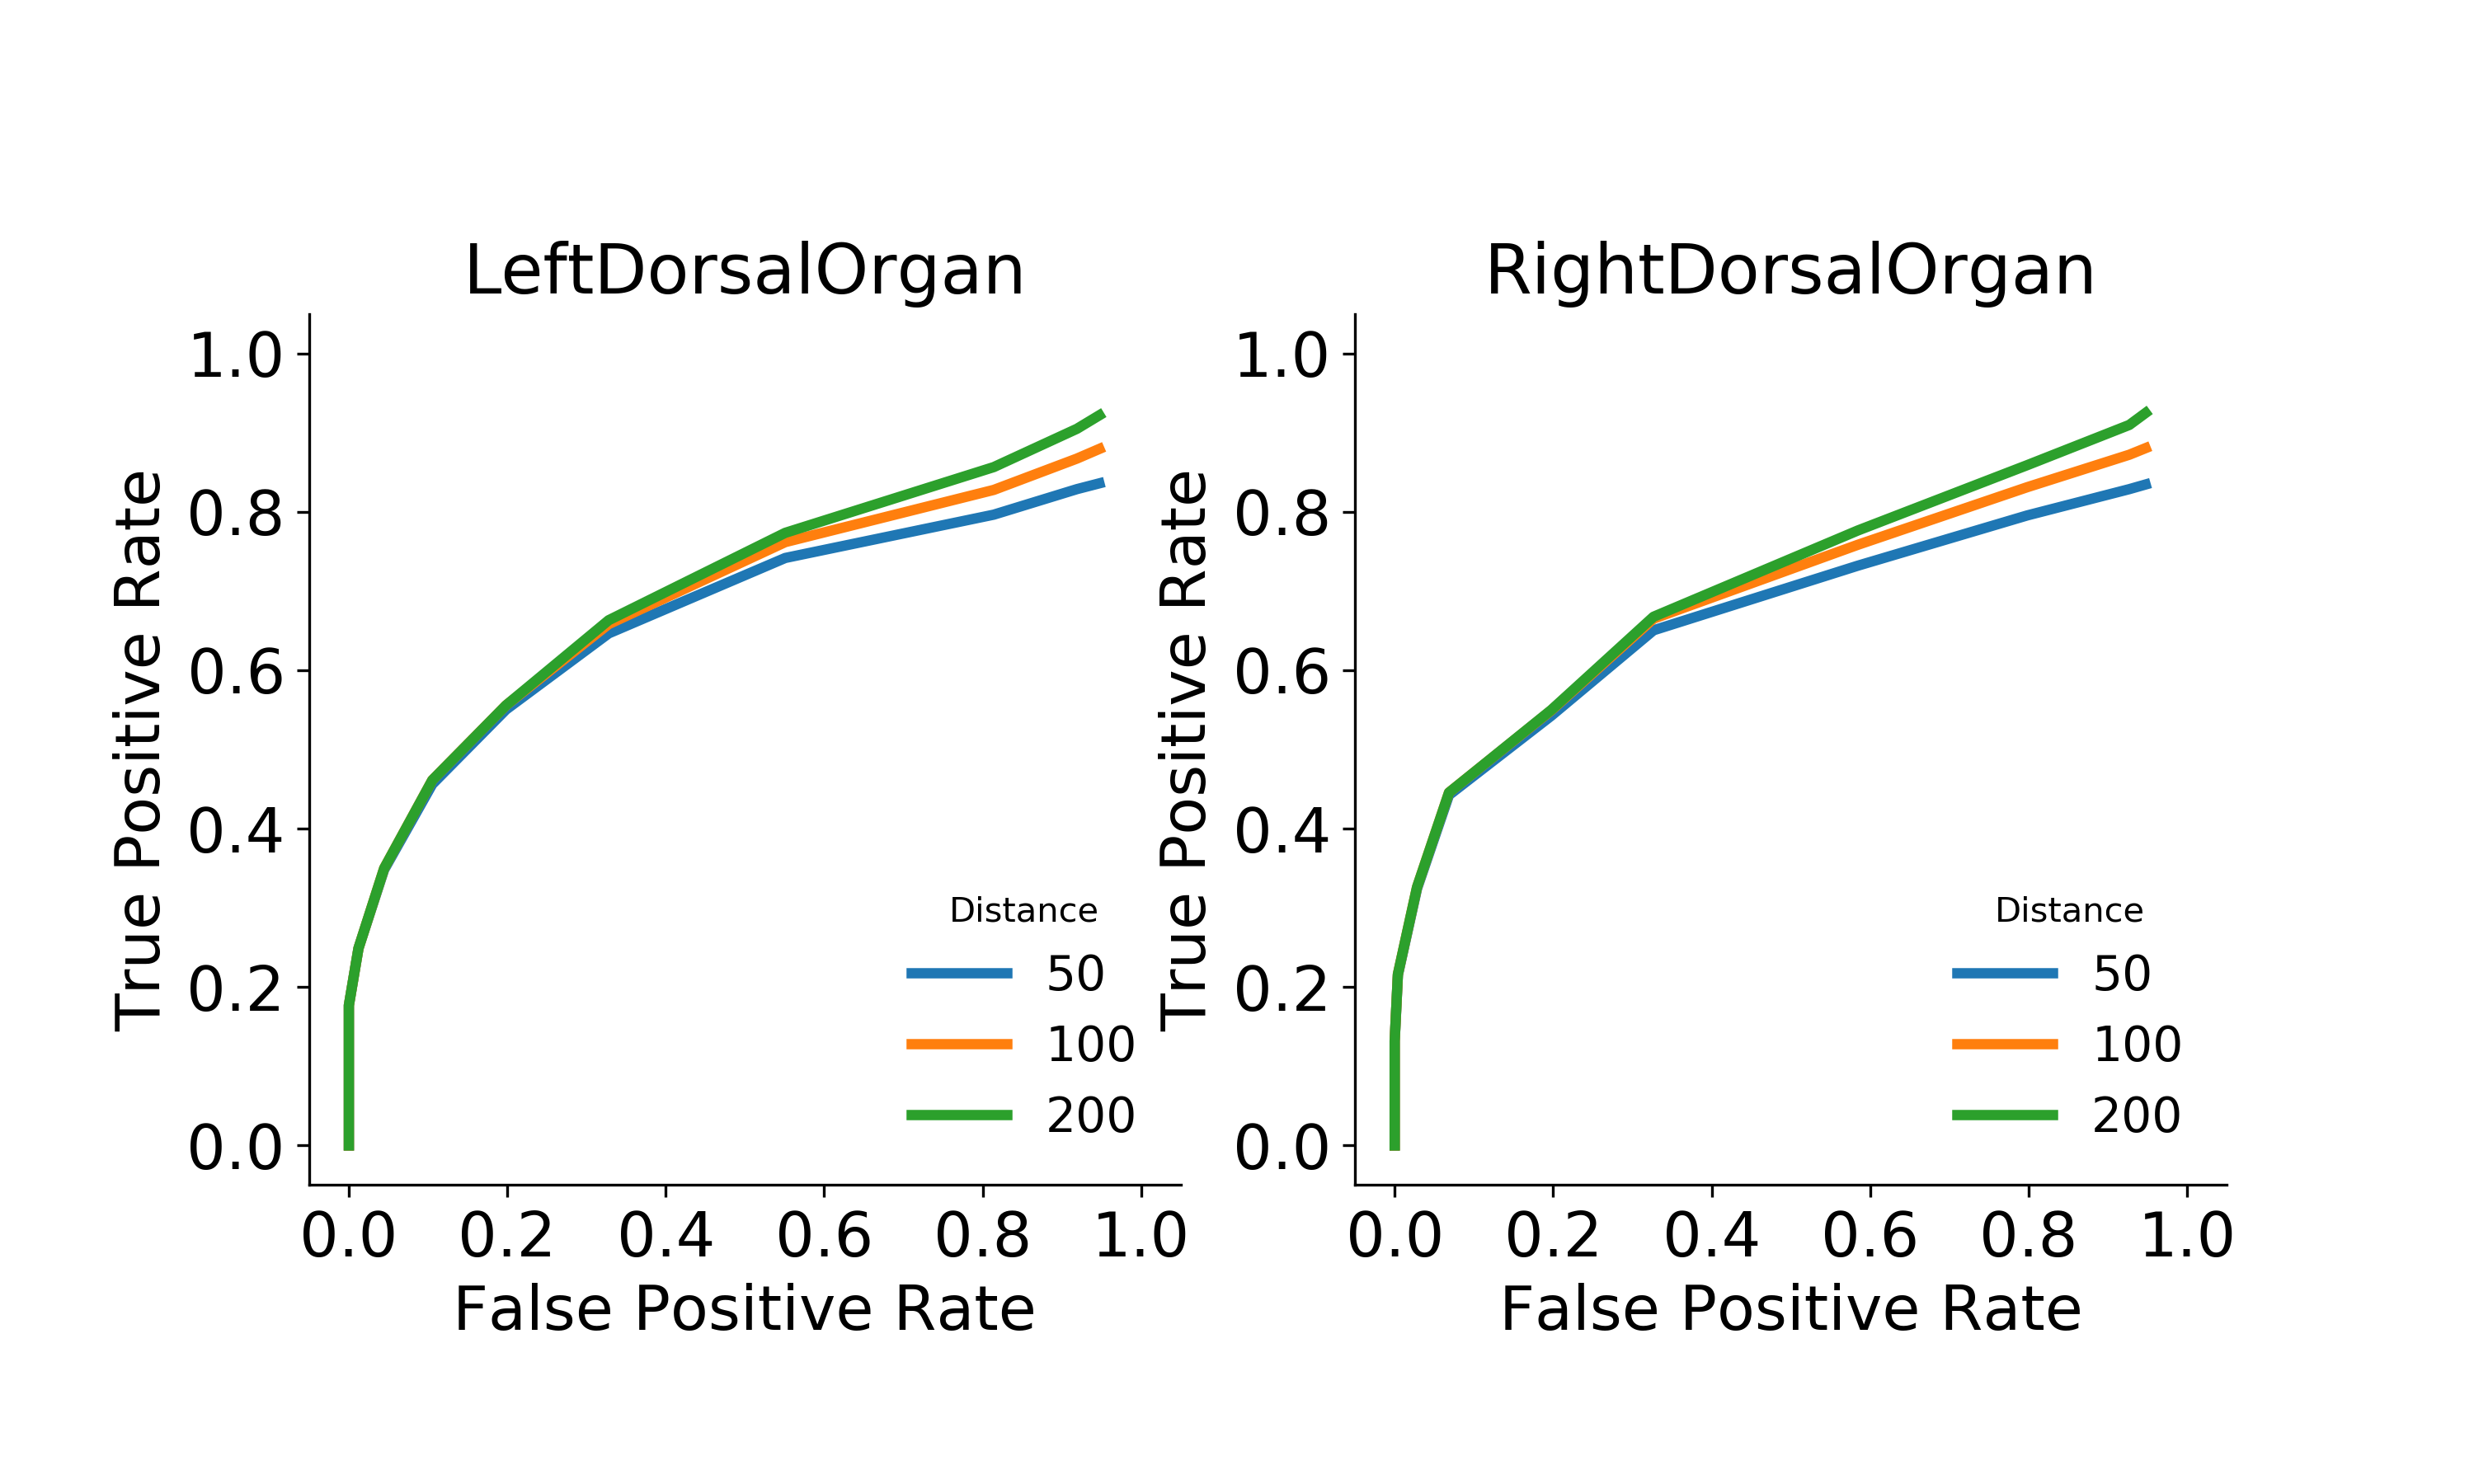 LeftDorsalOrgan
True Positive Rate
1.0
0.8
0.6
0.4
0.2
0.0
Distance
50
100
200
0.0 0.2 0.4 0.6 0.8 1.0
False Positive Rate
RightDorsalOrgan
True Positive Rate
1.0
0.8
0.6
0.4
0.2
0.0
Distance
50
100
200
0.0 0.2 0.4 0.6 0.8 1.0
False Positive Rate